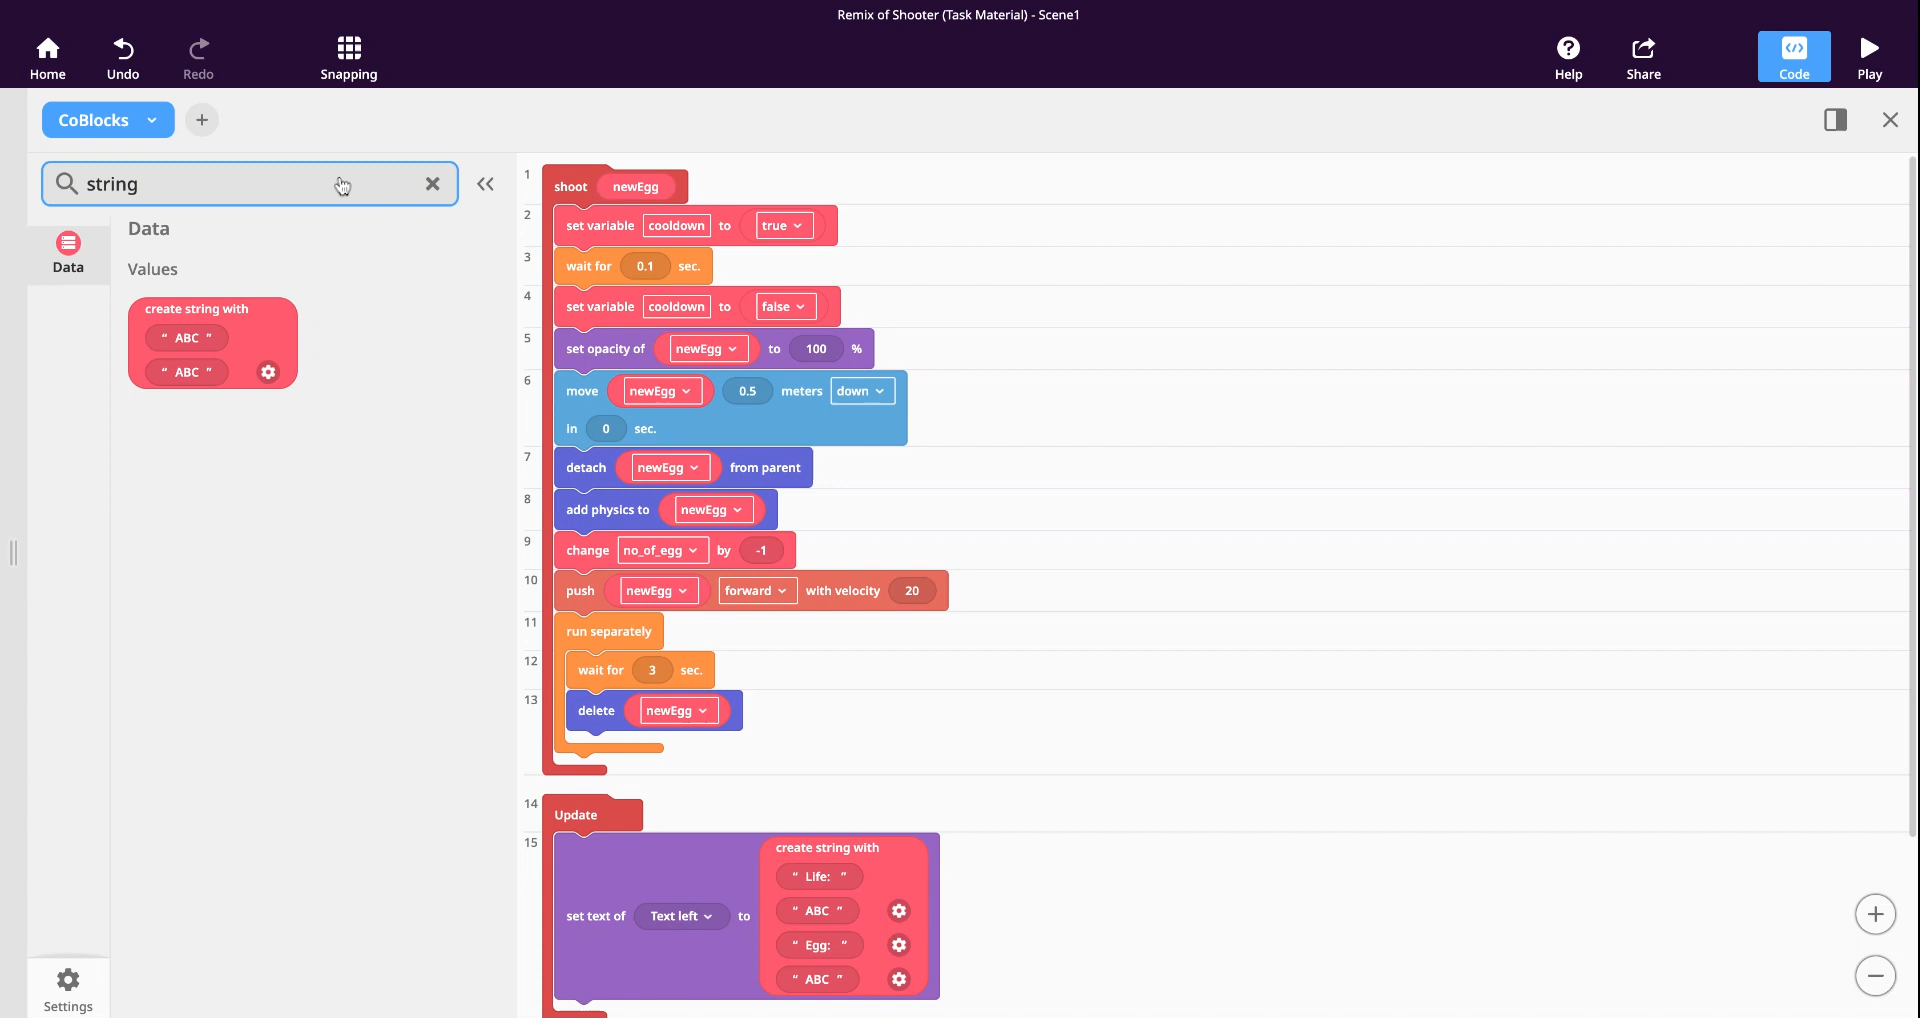 Remix of Shooter (Task Material) - Scene1
Home Undo Redo Snapping Help Share Code Play
CoBlocks
string
Data
Data
Values
create string with
“ ABC ”
“ ABC ”
Settings
1 shoot newEgg
2 set variable cooldown to true
3 wait for 0.1 sec.
4 set variable cooldown to false
5 set opacity of newEgg to 100 %
6 move newEgg 0.5 meters down
in 0 sec.
7 detach newEgg from parent
8 add physics to newEgg
9 change no_of_egg by -1
10 push newEgg forward with velocity 20
11 run separately
12 wait for 3 sec.
13 delete newEgg
14 Update
15 create string with
“ Life: ”
“ ABC ”
set text of Text left to
“ Egg: “
“ ABC ”